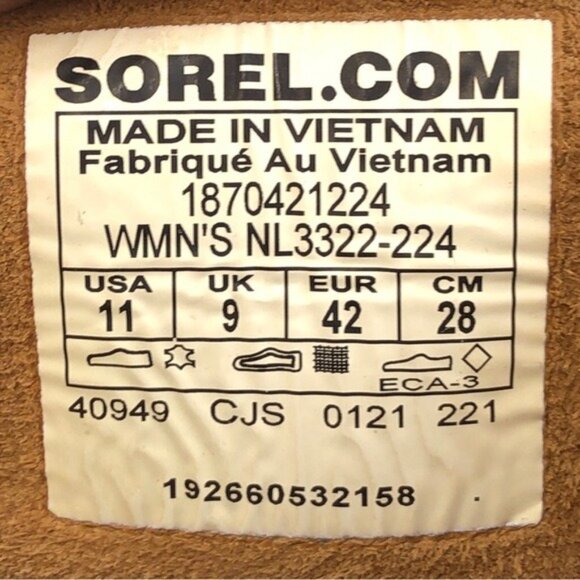 SOREL.COM
MADE IN VIETNAM
Fabriqué Au Vietnam
1870421224
WMN'S NL3322-224
USA UK EUR CM
11 9 42 28
ECA-3
40949 CJS 0121 221
192660532158 .